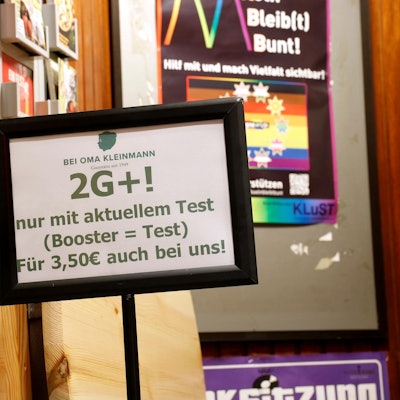 Bleib(t)
Bunt!
Hilf mit und mach Vielfalt sichtbar!
KLuST
BEI OMA KLEINMANN
2G+!
nur mit aktuellem Test
(Booster = Test)
Für 3,50€ auch bei uns!